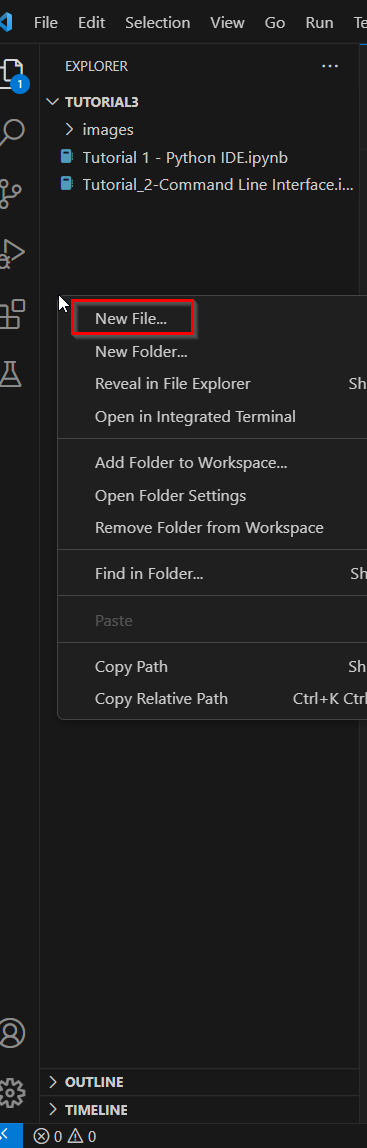 File Edit Selection View Go Run Te
EXPLORER ...
1
TUTORIAL3
images
Tutorial 1 - Python IDE.ipynb
Tutorial_2-Command Line Interface.i...
New File...
New Folder...
Reveal in File Explorer Sh
Open in Integrated Terminal
Add Folder to Workspace...
Open Folder Settings
Remove Folder from Workspace
Find in Folder... Sh
Paste
Copy Path Sh
Copy Relative Path Ctrl+K Ctrl
OUTLINE
TIMELINE
0 0